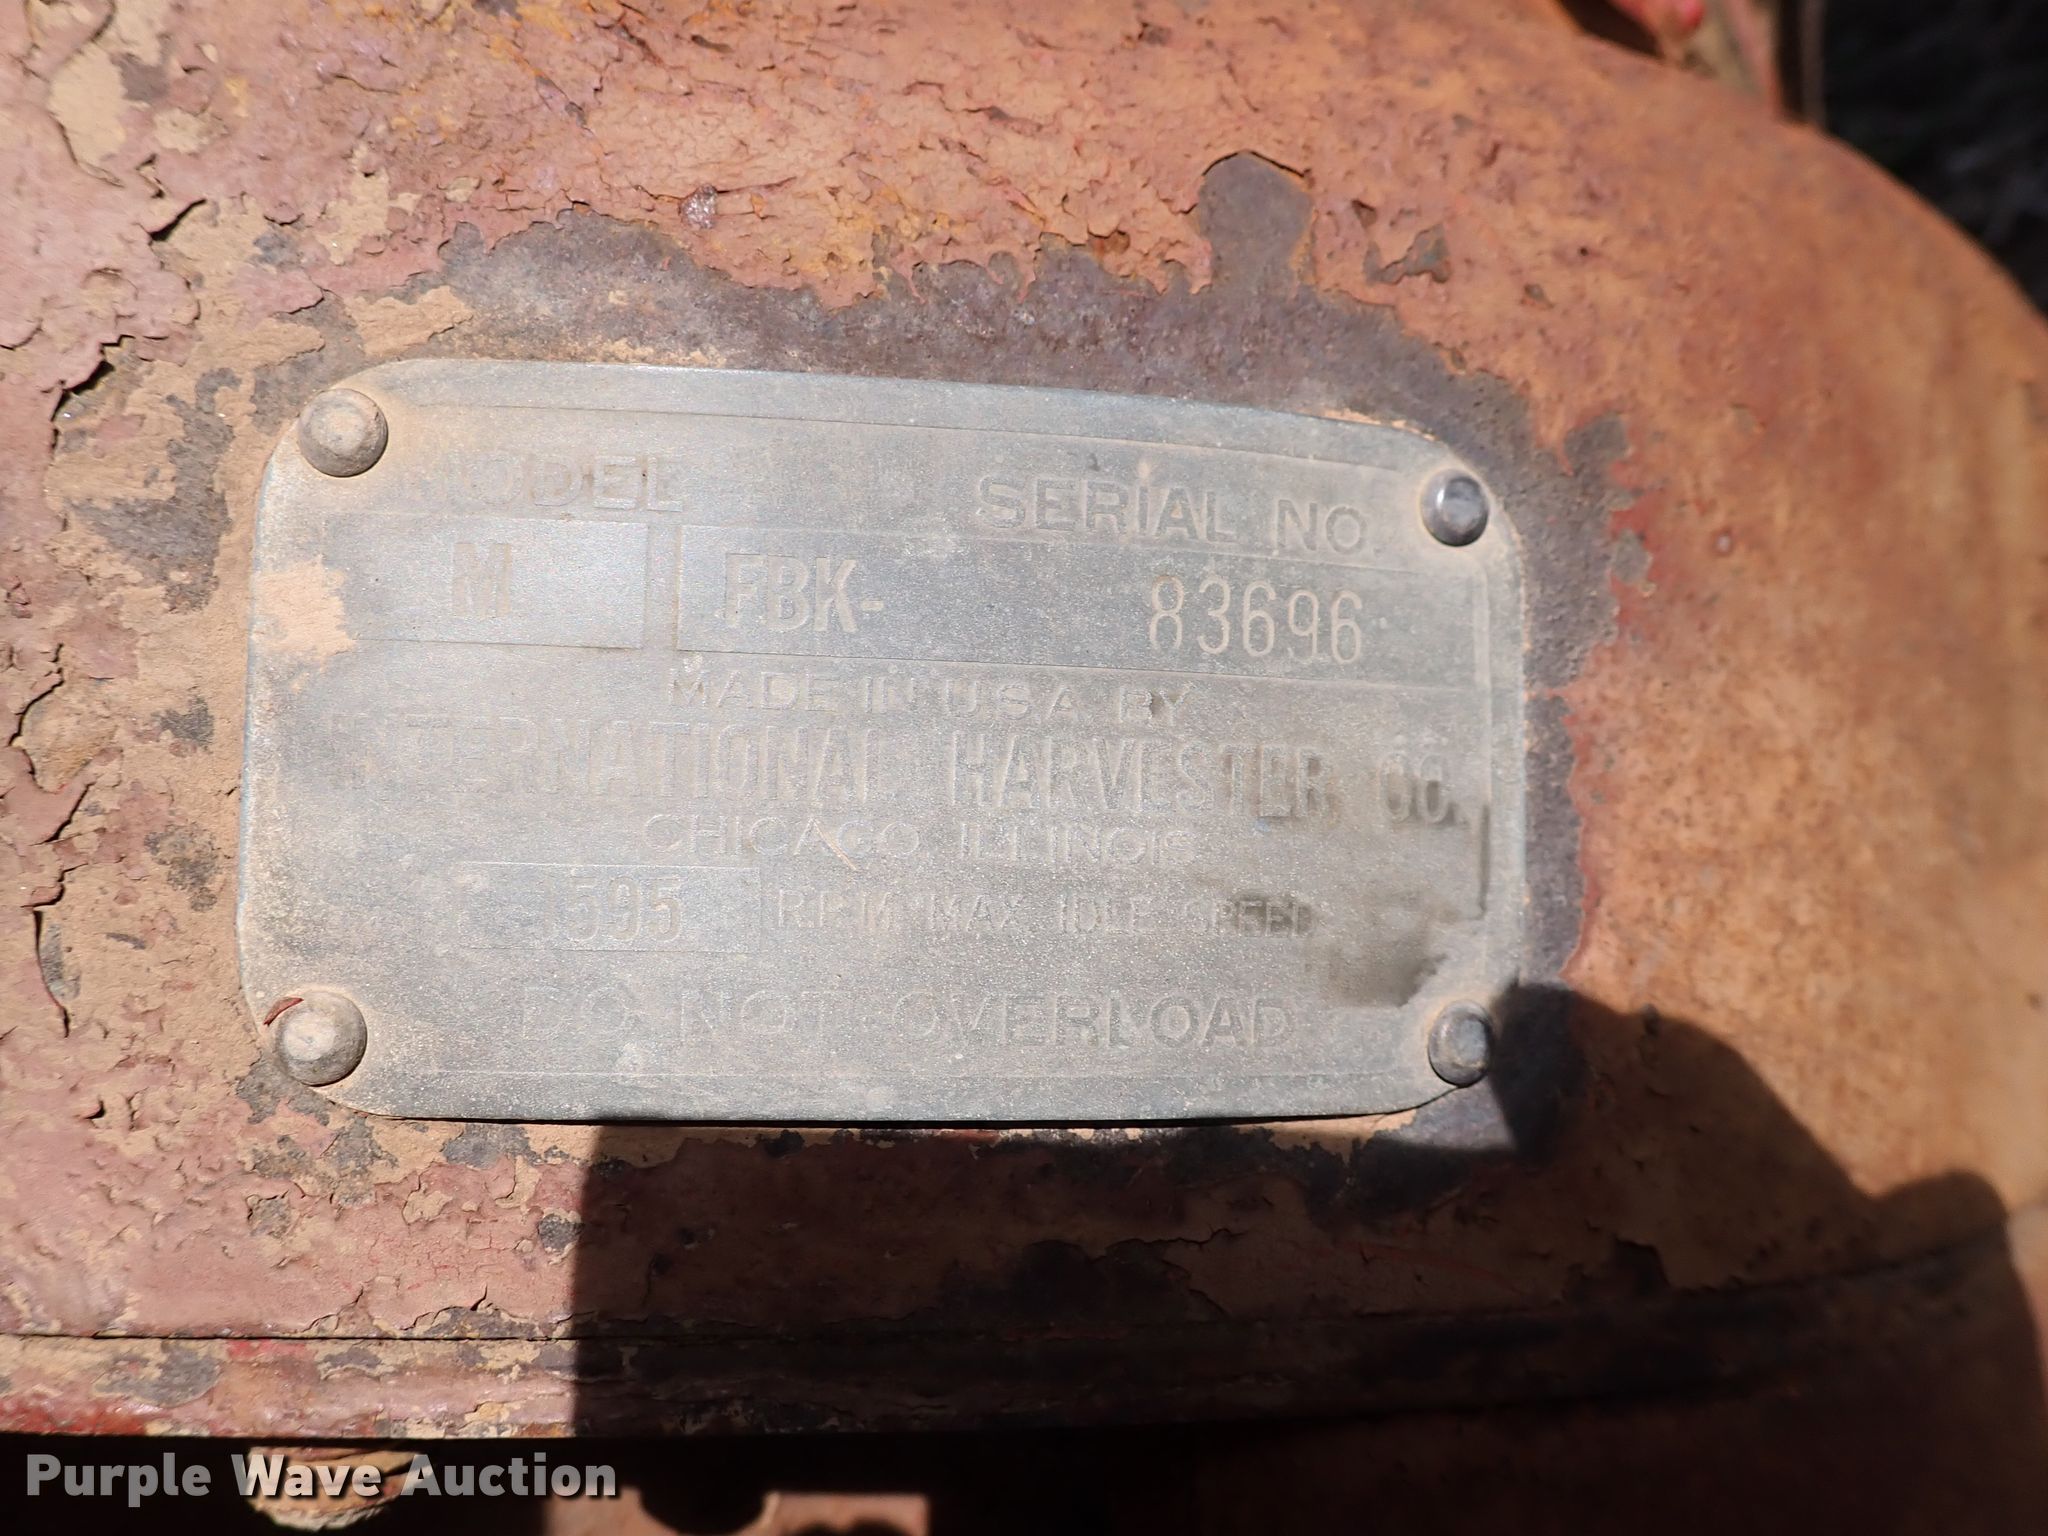 MODEL SERIAL NO.
M FBK- 83696
MADE IN U.S.A. BY
INTERNATIONAL HARVESTER CO.
CHICAGO, ILLINOIS
1595 R.P.M. MAX. IDLE SPEED
DO NOT OVERLOAD
Purple Wave Auction